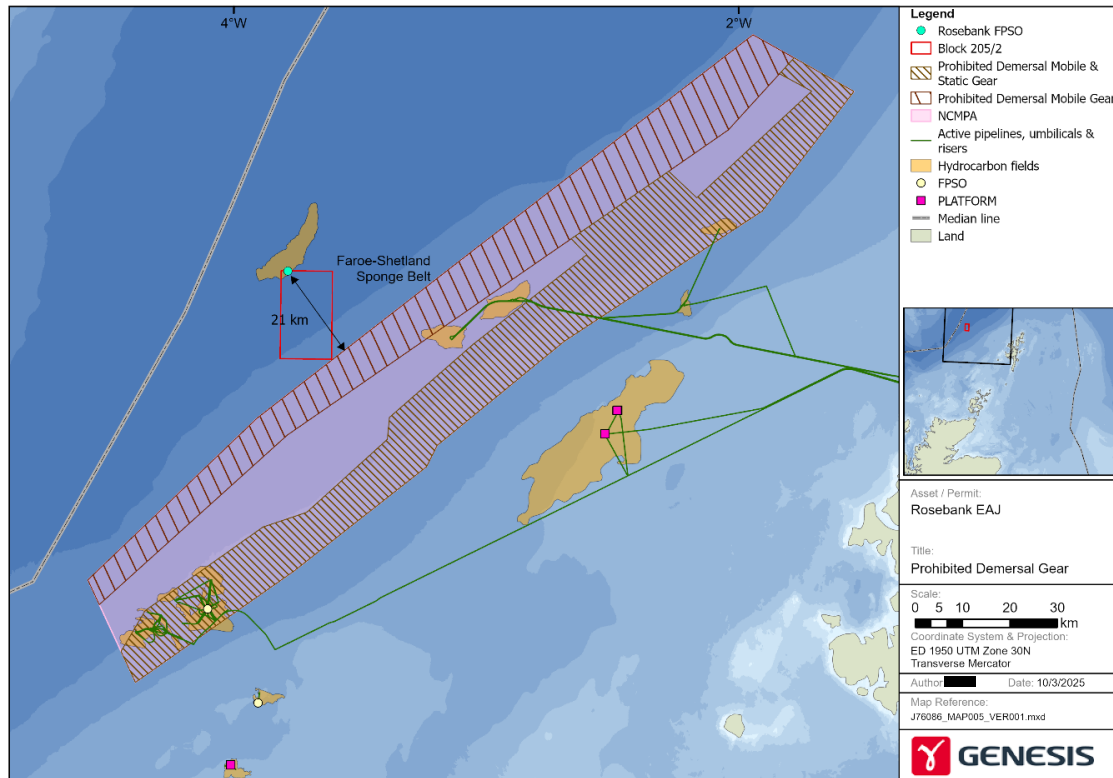 4°W
2°W
Faroe-Shetland
Sponge Belt
21 km
Legend
Rosebank FPSO
Block 205/2
Prohibited Demersal Mobile &
Static Gear
Prohibited Demersal Mobile Gear
NCMPA
Active pipelines, umbilicals &
risers
Hydrocarbon fields
FPSO
PLATFORM
Median line
Land
Asset / Permit:
Rosebank EAJ
Title:
Prohibited Demersal Gear
Scale:
0 5 10 20 30
km
Coordinate System & Projection:
ED 1950 UTM Zone 30N
Transverse Mercator
Author
Date: 10/3/2025
Map Reference:
J76086_MAP005_VER001.mxd
GENESIS